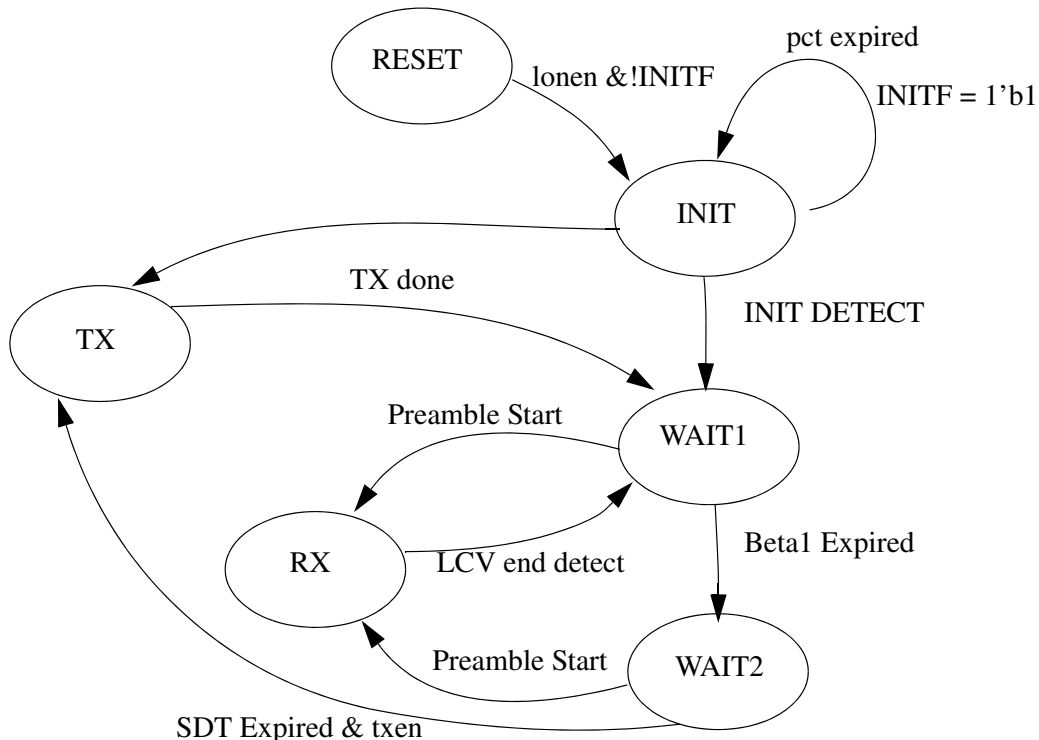 RESET
pct expired
lonen &!INITF
INITF = 1’b1
INIT
TX done
INIT DETECT
TX
Preamble Start
WAIT1
Beta1 Expired
RX
LCV end detect
Preamble Start
WAIT2
SDT Expired & txen